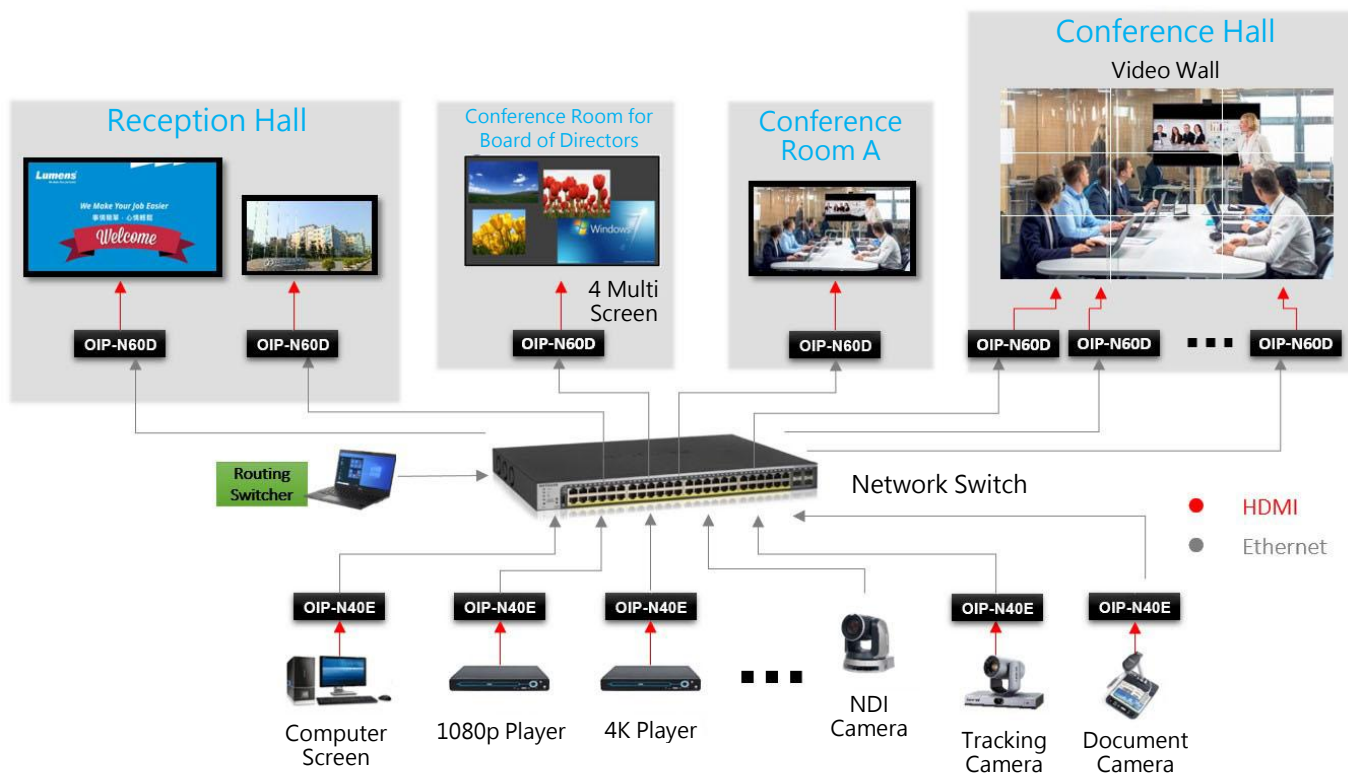 Conference Hall
Video Wall
Reception Hall
Conference Room for
Board of Directors
Conference
Room A
Lumens
We Make Your Job Easier
事情簡單·心情輕鬆
Welcome
Windows 7
4 Multi
Screen
OIP-N60D
OIP-N60D
OIP-N60D
OIP-N60D
OIP-N60D
OIP-N60D
OIP-N60D
Routing
Switcher
Network Switch
HDMI
Ethernet
OIP-N40E
OIP-N40E
OIP-N40E
OIP-N40E
OIP-N40E
Computer
Screen
1080p Player
4K Player
NDI
Camera
Tracking
Camera
Document
Camera